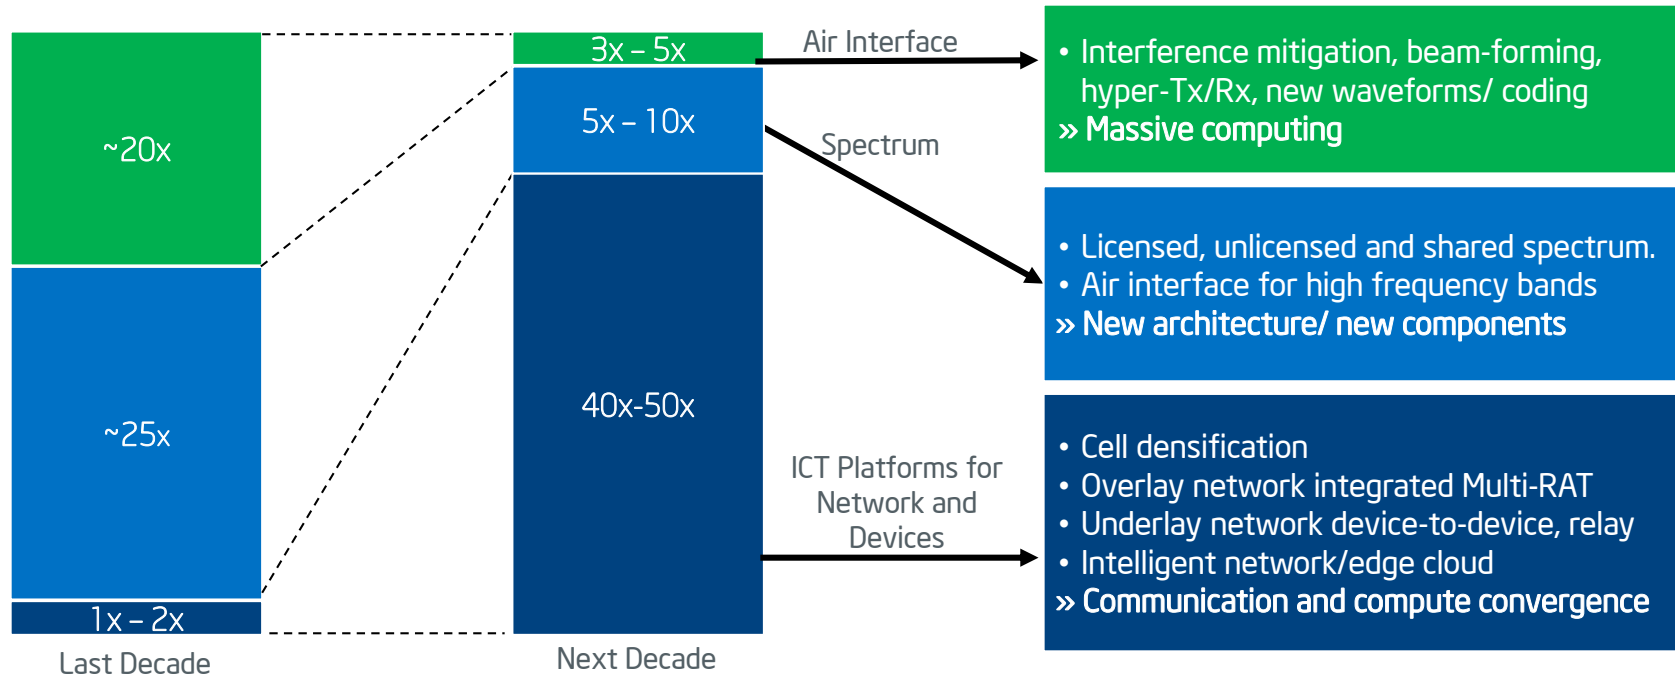 ~20x
~25x
1x – 2x
Last Decade
3x – 5x
5x – 10x
40x-50x
Next Decade
Air Interface
Spectrum
ICT Platforms for
Network and
Devices
• Interference mitigation, beam-forming,
hyper-Tx/Rx, new waveforms/ coding
» Massive computing
• Licensed, unlicensed and shared spectrum.
• Air interface for high frequency bands
» New architecture/ new components
• Cell densification
• Overlay network integrated Multi-RAT
• Underlay network device-to-device, relay
• Intelligent network/edge cloud
» Communication and compute convergence